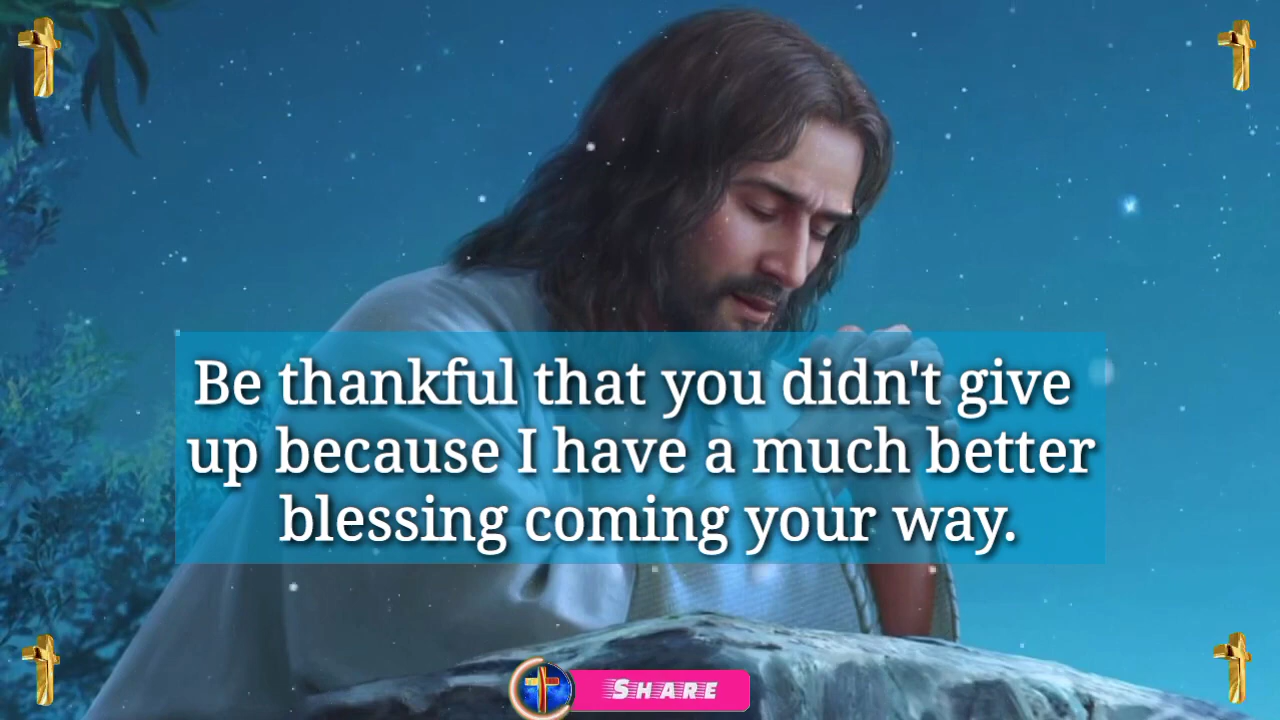 Be thankful that you didn't give
up because I have a much better
blessing coming your way.
SHARE